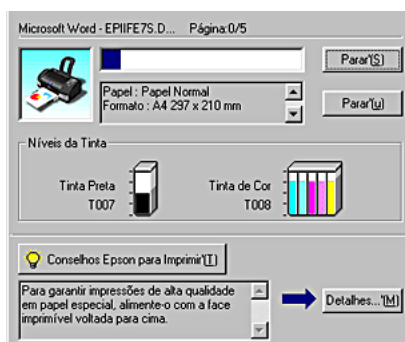 Microsoft Word - EPIIFE7S.D... Página:0/5
Parar'(S)
Papel : Papel Normal
Formato : A4 297 x 210 mm
Parar'(u)
Níveis da Tinta
Tinta Preta
T007
Tinta de Cor
T008
Conselhos Epson para Imprimir'(T)
Para garantir impressões de alta qualidade
em papel especial, alimente-o com a face
imprimível voltada para cima.
Detalhes...'(M)